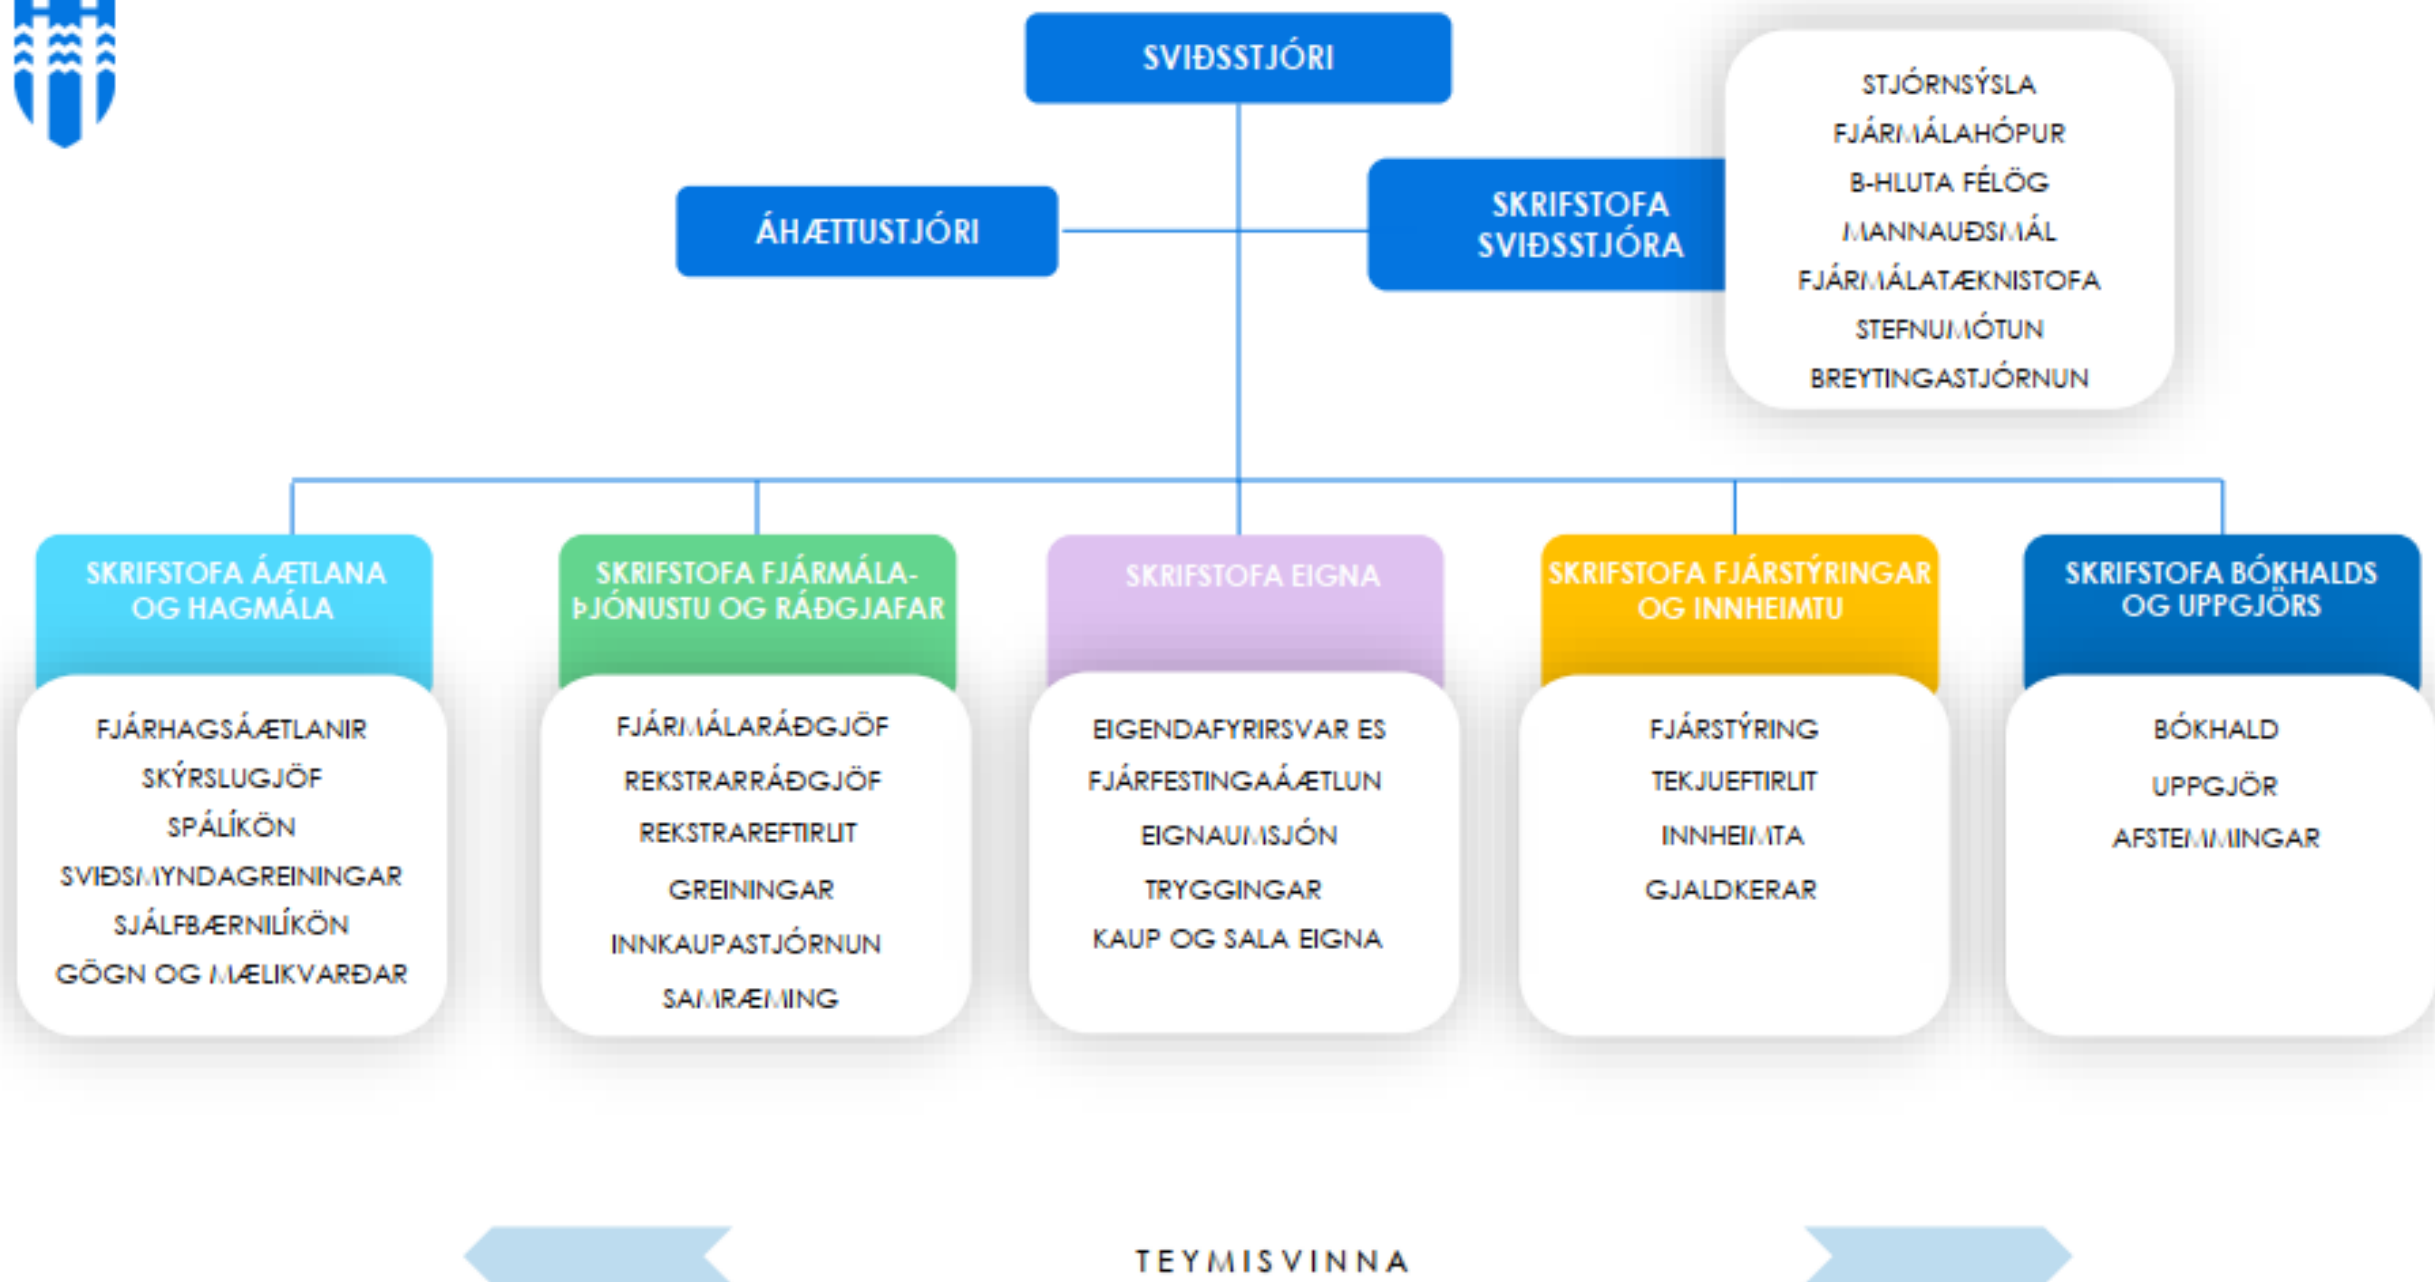 SVIÐSSTJÓRI
ÁHÆTTUSTJÓRI
SKRIFSTOFA
SVIÐSSTJÓRA
STJÓRNSÝSLA
FJÁRMÁLAHÓPUR
B-HLUTA FÉLÖG
MANNAUÐSMÁL
FJÁRMÁLATÆKNISTOFA
STEFNUMÓTUN
BREYTINGASTJÓRNUN
SKRIFSTOFA ÁÆTLANA
OG HAGMÁLA
FJÁRHAGSÁÆTLANIR
SKÝRSLUGJÖF
SPÁLÍKÖN
SVIÐSMYNDAGREININGAR
SJÁLFBÆRNILÍKÖN
GÖGN OG MÆLIKVARÐAR
SKRIFSTOFA FJÁRMÁLA-
ÞJÓNUSTU OG RÁÐGJAFAR
FJÁRMÁLARÁÐGJÖF
REKSTRARRÁÐGJÖF
REKSTRAREFTIRLIT
GREININGAR
INNKAUPASTJÓRNUN
SAMRÆMING
SKRIFSTOFA EIGNA
EIGENDAFYRIRSVAR ES
FJÁRFESTINGAÁÆTLUN
EIGNAUMSJÓN
TRYGGINGAR
KAUP OG SALA EIGNA
SKRIFSTOFA FJÁRSTÝRINGAR
OG INNHEIMTU
FJÁRSTÝRING
TEKJUEFTIRLIT
INNHEIMTA
GJALDKERAR
SKRIFSTOFA BÓKHALDS
OG UPPGJÖRS
BÓKHALD
UPPGJÖR
AFSTEMMINGAR
TEYMISVINNA